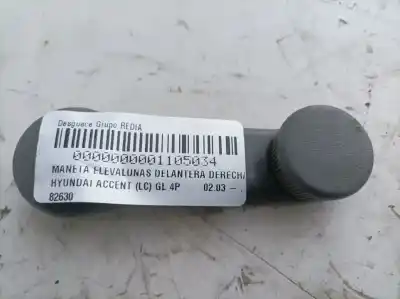 Desguace Grupo REDIA
0000000001105034
MANETA ELEVALUNAS DELANTERA DERECHA
HYUNDAI ACCENT (LC) GL 4P 02.03 -
82630